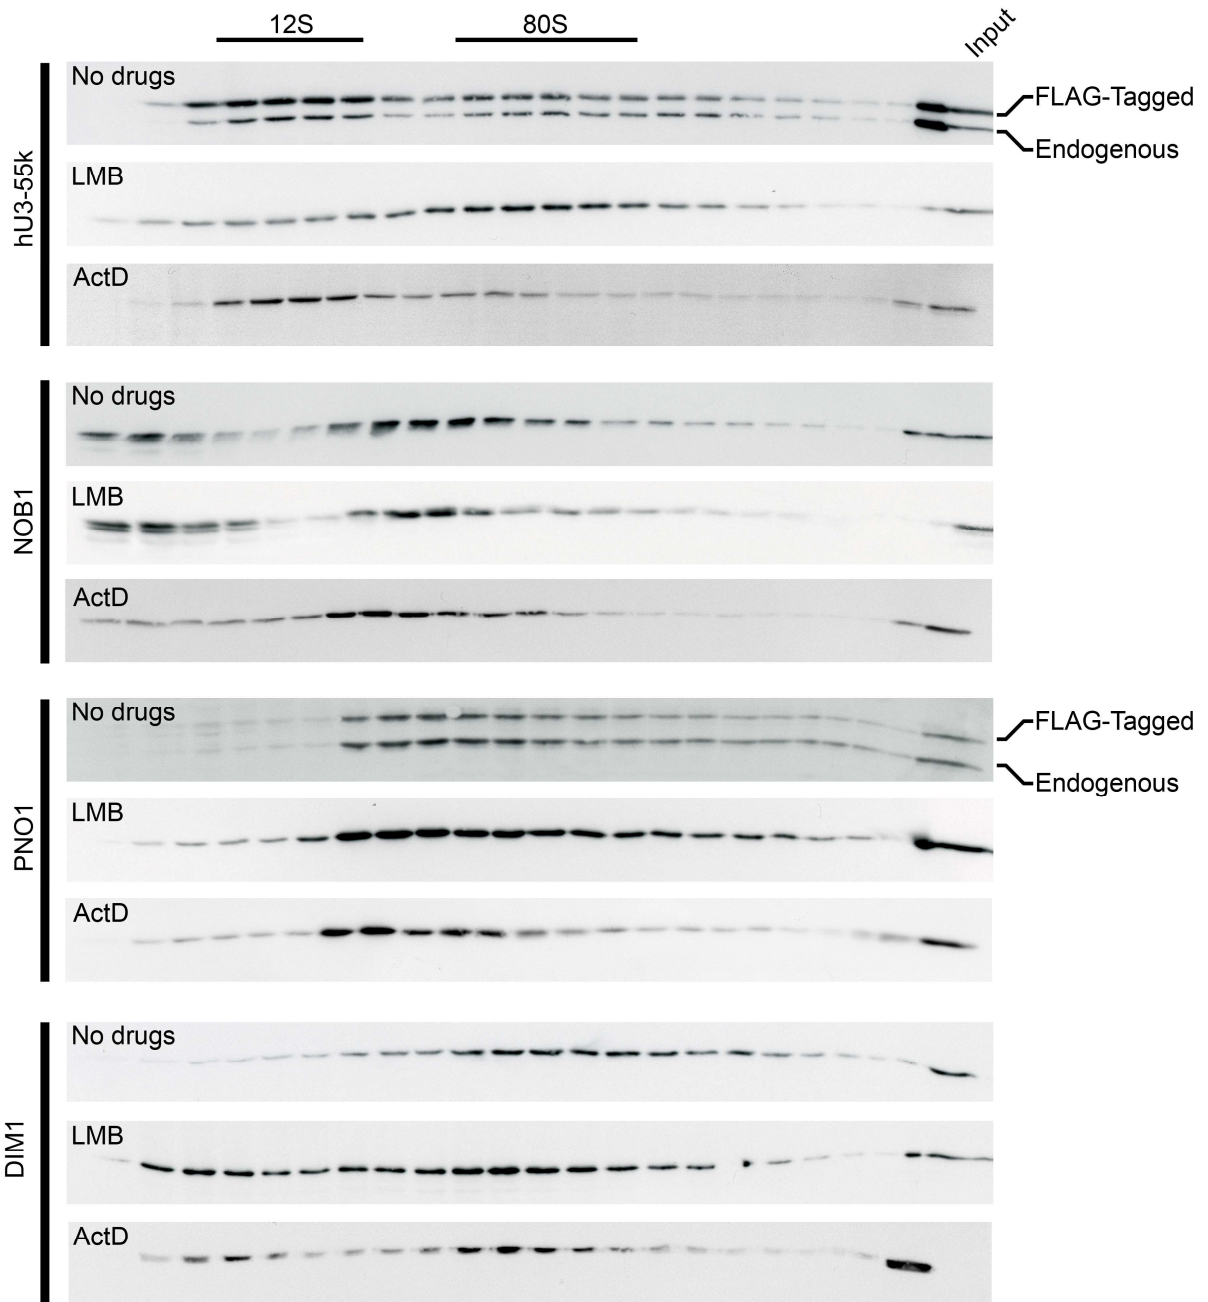 12S 80S Input
hU3-55k
No drugs
FLAG-Tagged
Endogenous
LMB
ActD
NOB1
No drugs
LMB
ActD
PNO1
No drugs
FLAG-Tagged
Endogenous
LMB
ActD
DIM1
No drugs
LMB
ActD